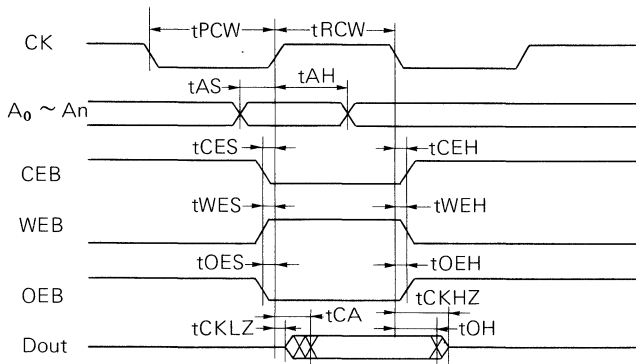 tPCW tRCW
CK
tAS tAH
A₀ ~ An
tCES tCEH
CEB
tWES tWEH
WEB
tOES tOEH
OEB
tCKHZ
tCA
tCKLZ tOH
Dout